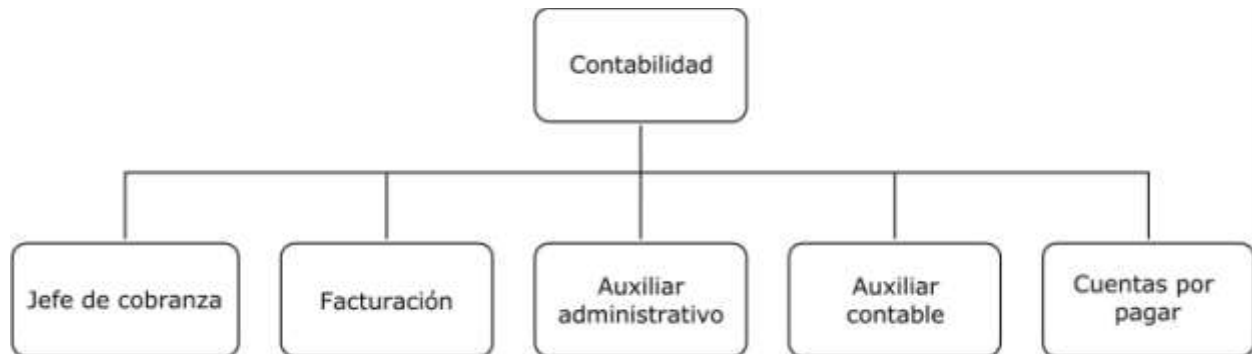 Contabilidad
Jefe de cobranza
Facturación
Auxiliar
administrativo
Auxiliar
contable
Cuentas por
pagar